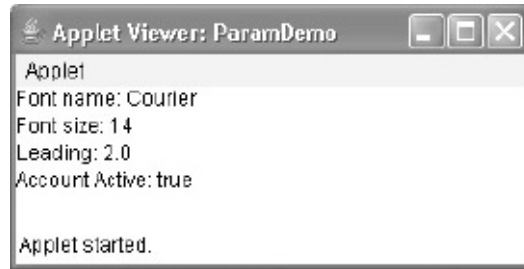 Applet Viewer: ParamDemo
Applet
Font name: Courier
Font size: 14
Leading: 2.0
Account Active: true
Applet started.